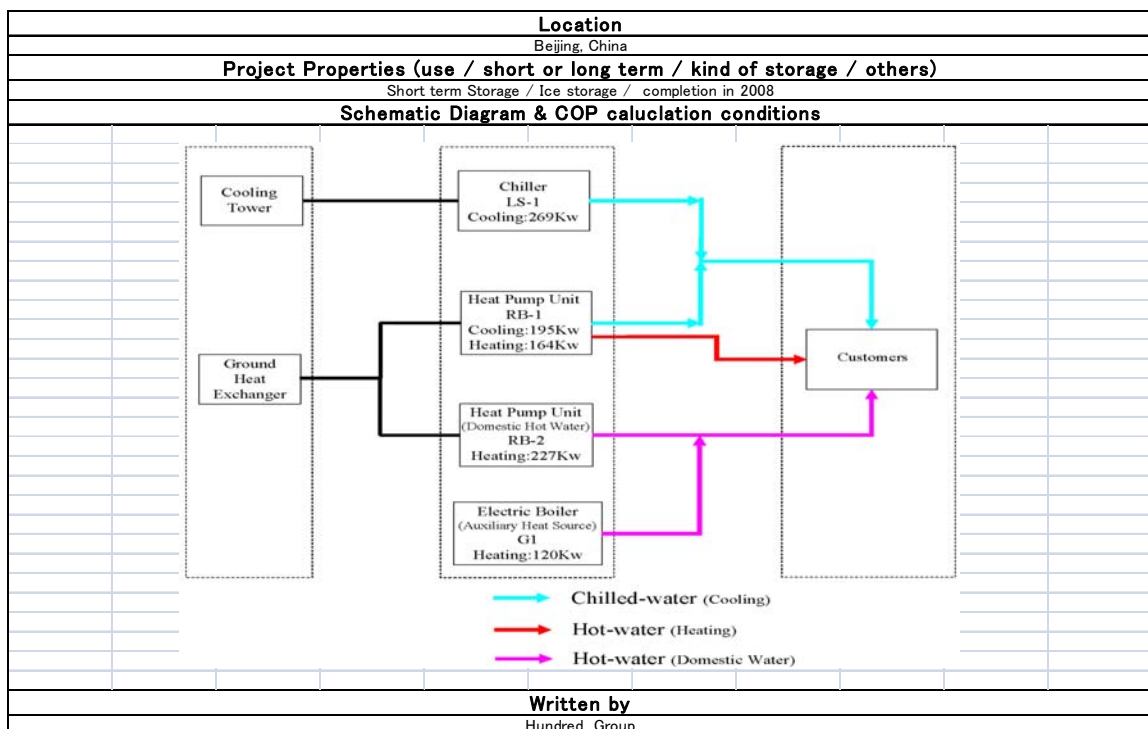 Location
Beijing, China
Project Properties (use / short or long term / kind of storage / others)
Short term Storage / Ice storage / completion in 2008
Schematic Diagram & COP caluclation conditions
Cooling
Tower
Chiller
LS-1
Cooling:269Kw
Heat Pump Unit
RB-1
Cooling:195Kw
Heating:164Kw
Ground
Heat
Exchanger
Customers
Heat Pump Unit
(Domestic Hot Water)
RB-2
Heating:227Kw
Electric Boiler
(Auxiliary Heat Source)
G1
Heating:120Kw
Chilled-water (Cooling)
Hot-water (Heating)
Hot-water (Domestic Water)
Written by
Hundred Group